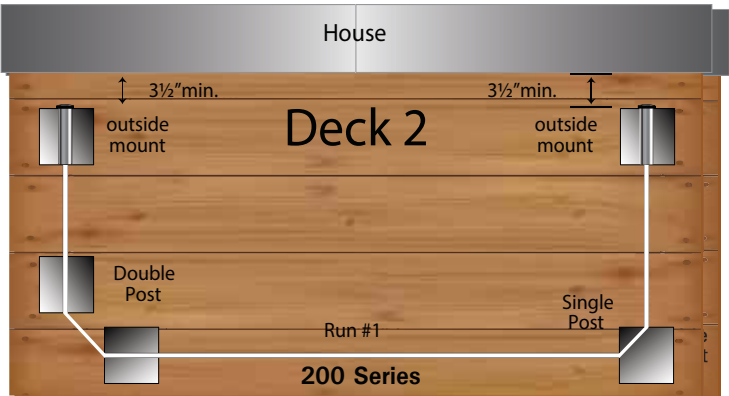 House
3½"min.
3½"min.
outside
mount
Deck 2
outside
mount
Double
Post
Single
Post
Run #1
200 Series